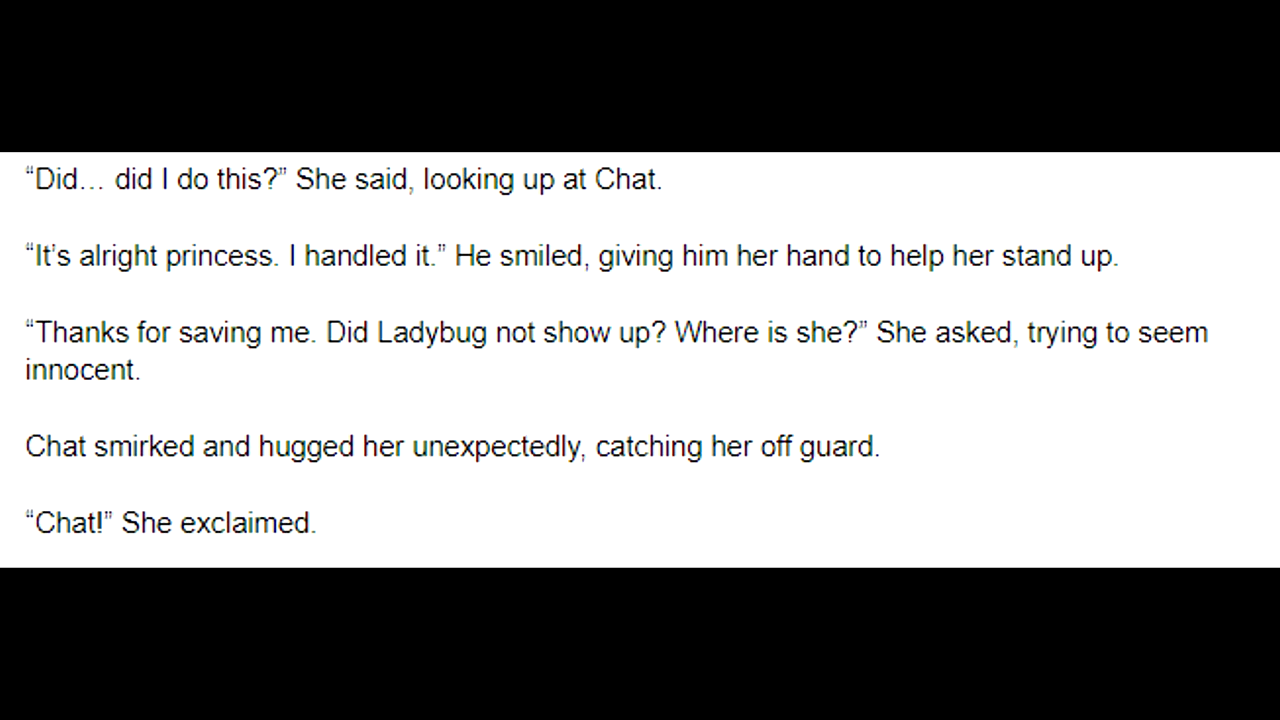 “Did… did I do this?” She said, looking up at Chat.
“It’s alright princess. I handled it.” He smiled, giving him her hand to help her stand up.
“Thanks for saving me. Did Ladybug not show up? Where is she?” She asked, trying to seem
innocent.
Chat smirked and hugged her unexpectedly, catching her off guard.
“Chat!” She exclaimed.